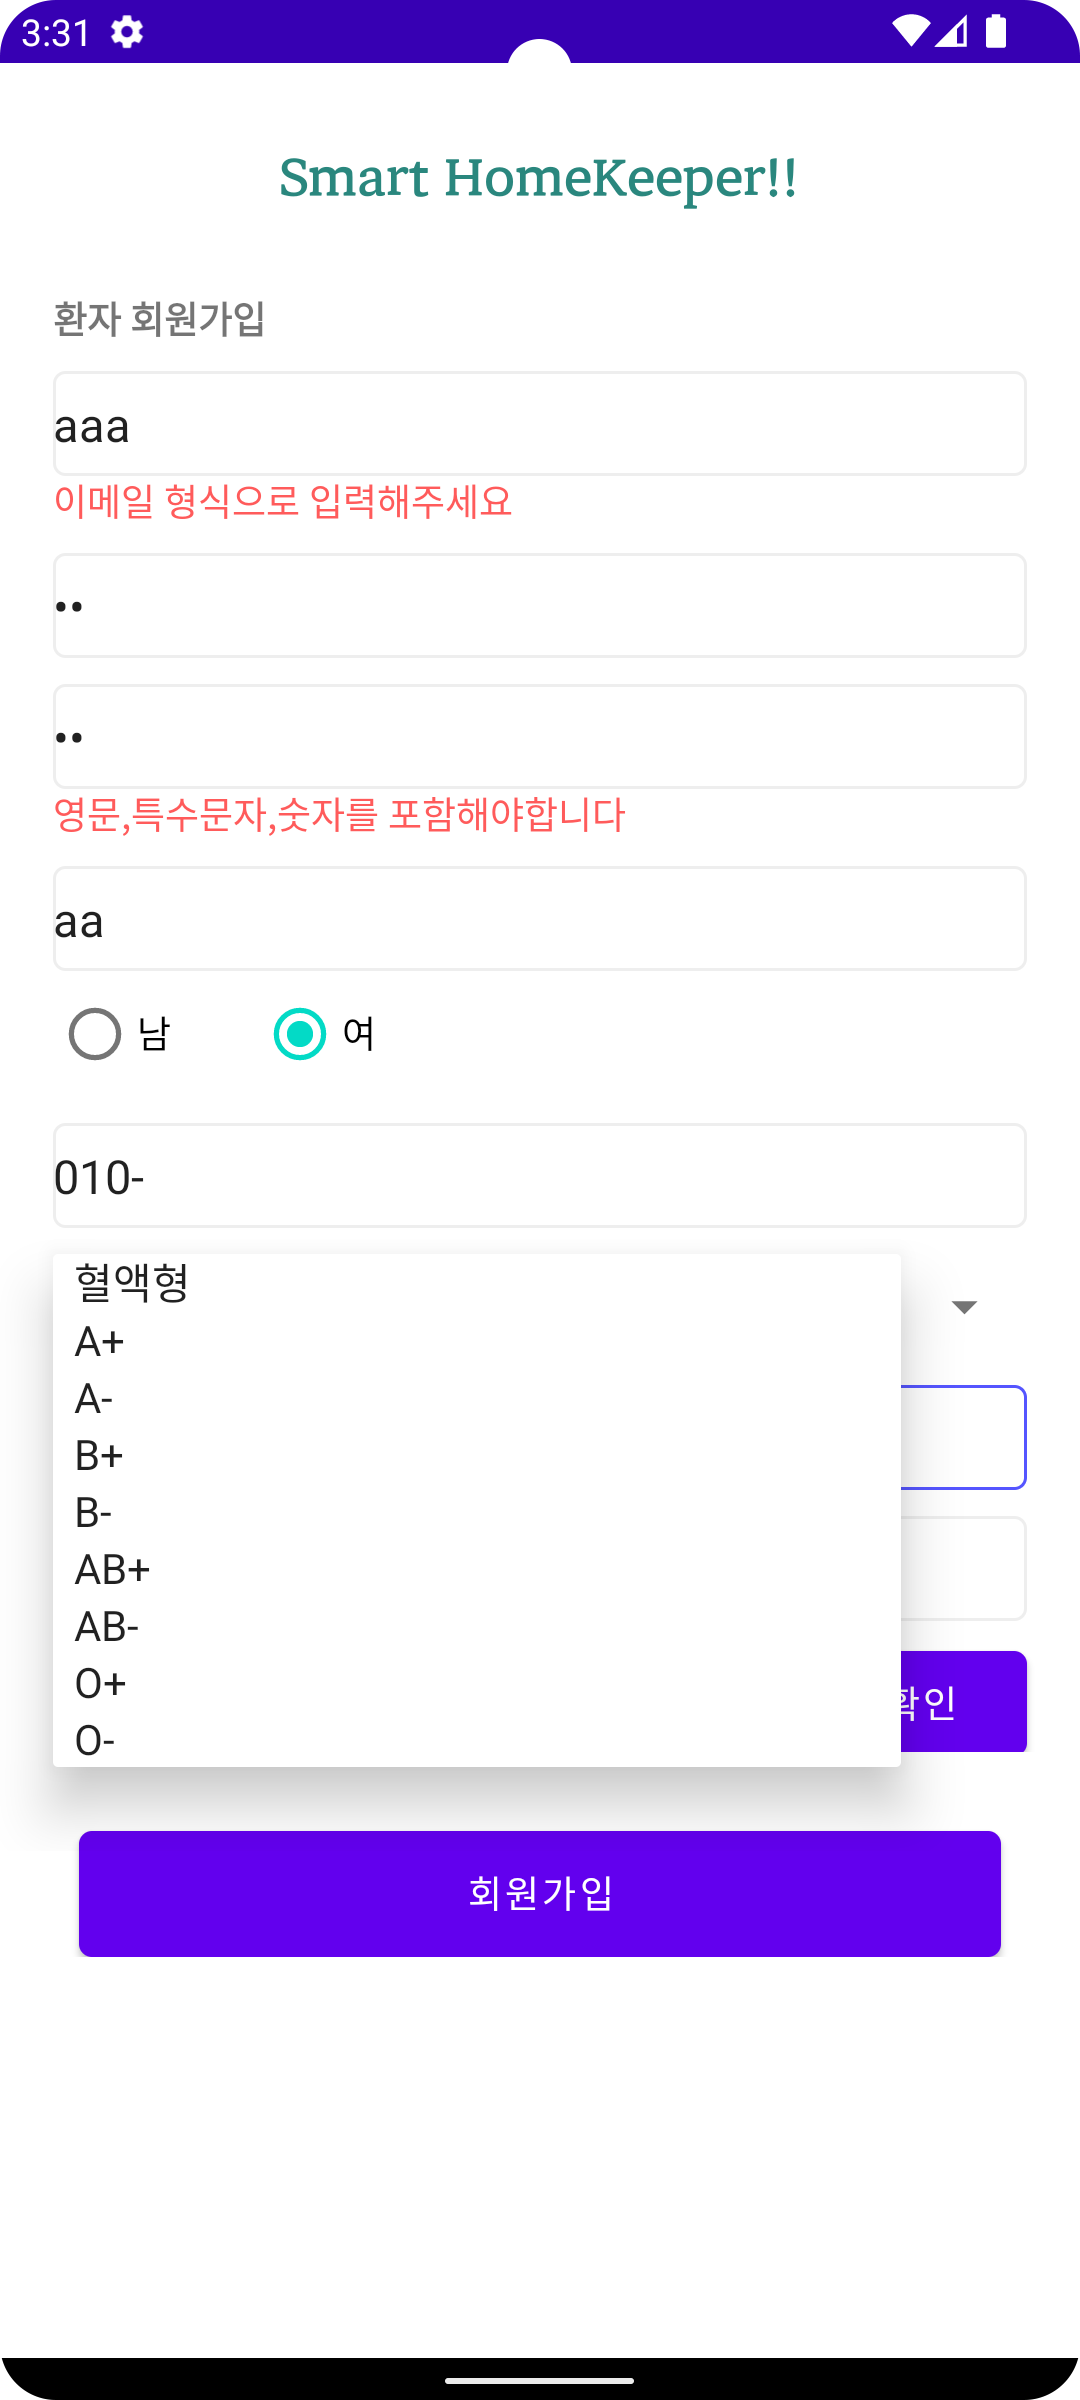 3:31
Smart HomeKeeper!!
환자 회원가입
aaa
이메일 형식으로 입력해주세요
••
••
영문,특수문자,숫자를 포함해야합니다
aa
남 여
010-
혈액형
A+
A-
B+
B-
AB+
AB-
O+
O-
확인
회원가입